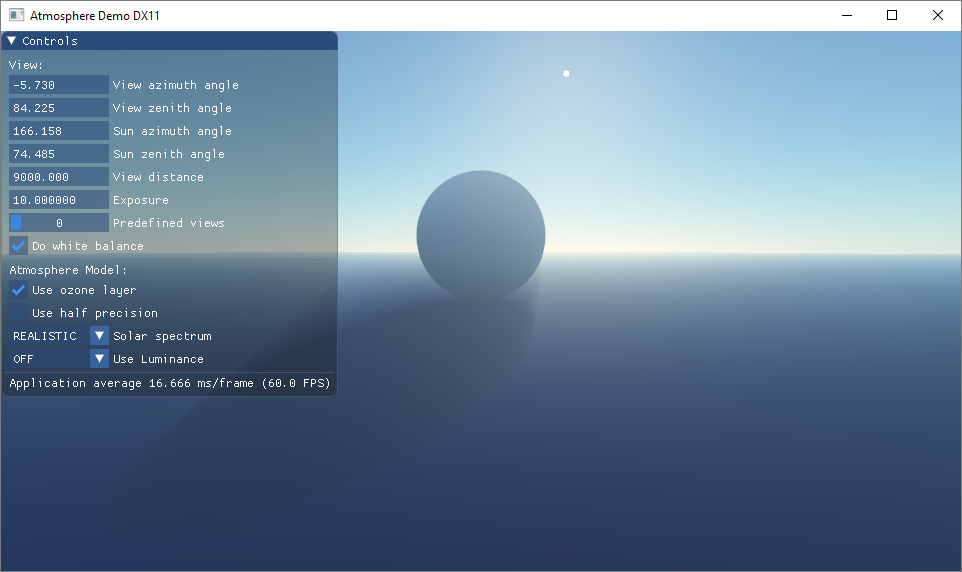 Atmosphere Demo DX11
Controls
View:
-5.730 View azimuth angle
84.225 View zenith angle
166.158 Sun azimuth angle
74.485 Sun zenith angle
9000.000 View distance
10.000000 Exposure
0 Predefined views
Do white balance
Atmosphere Model:
Use ozone layer
Use half precision
REALISTIC Solar spectrum
OFF Use Luminance
Application average 16.666 ms/frame (60.0 FPS)